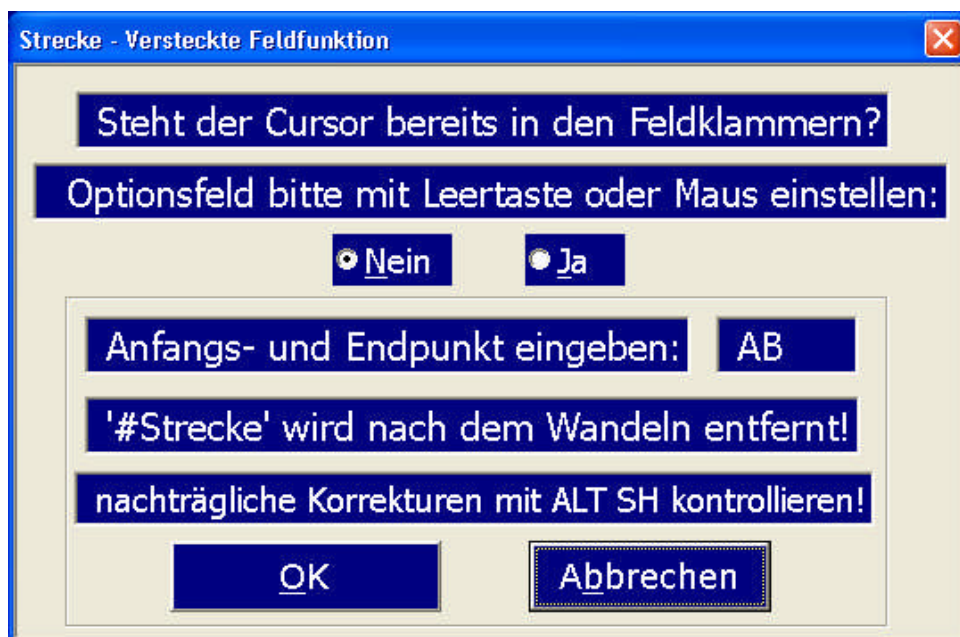 Strecke - Versteckte Feldfunktion
Steht der Cursor bereits in den Feldklammern?
Optionsfeld bitte mit Leertaste oder Maus einstellen:
Nein Ja
Anfangs- und Endpunkt eingeben: AB
'#Strecke' wird nach dem Wandeln entfernt!
nachträgliche Korrekturen mit ALT SH kontrollieren!
OK Abbrechen